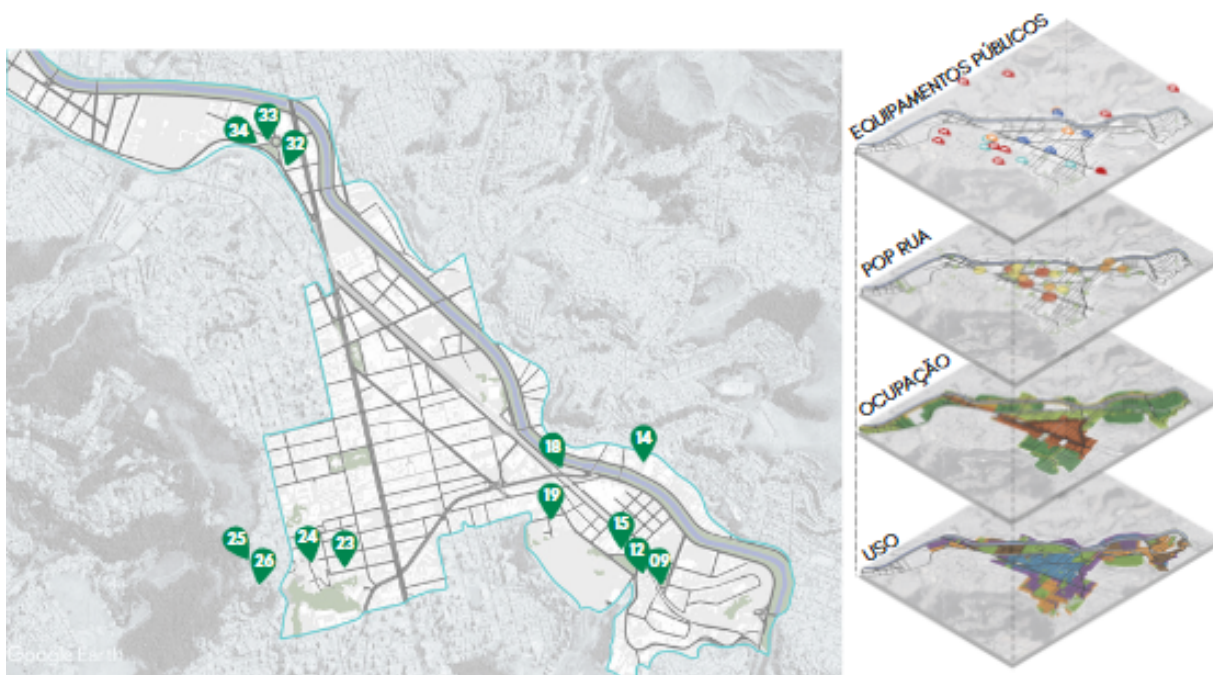 33
34
32
18
14
19
15
12
09
25
24
23
26
Google Earth
EQUIPAMENTOS PÚBLICOS
POP RUA
OCUPAÇÃO
USO